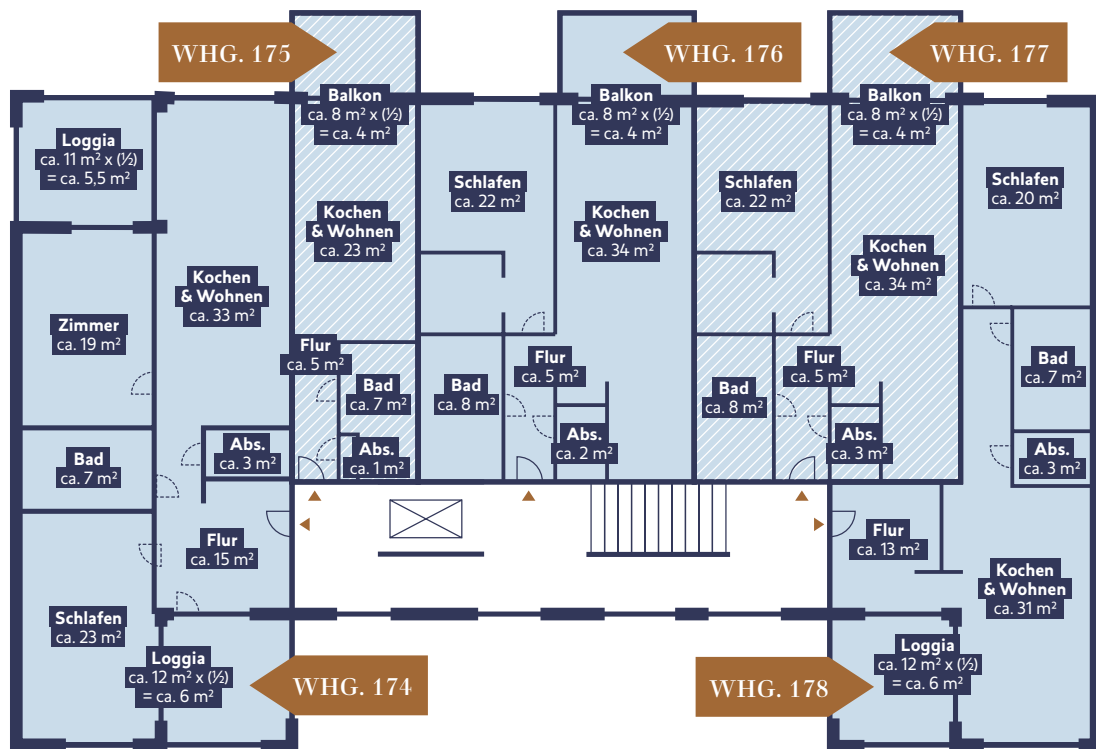 WHG. 175
WHG. 176
WHG. 177
Balkon
ca. 8 m² x (½)
= ca. 4 m²
Balkon
ca. 8 m² x (½)
= ca. 4 m²
Balkon
ca. 8 m² x (½)
= ca. 4 m²
Loggia
ca. 11 m² x (½)
= ca. 5,5 m²
Schlafen
ca. 22 m²
Schlafen
ca. 22 m²
Schlafen
ca. 20 m²
Kochen
& Wohnen
ca. 23 m²
Kochen
& Wohnen
ca. 34 m²
Kochen
& Wohnen
ca. 34 m²
Kochen
& Wohnen
ca. 33 m²
Zimmer
ca. 19 m²
Flur
ca. 5 m²
Flur
ca. 5 m²
Flur
ca. 5 m²
Bad
ca. 7 m²
Bad
ca. 8 m²
Bad
ca. 8 m²
Bad
ca. 7 m²
Bad
ca. 7 m²
Abs.
ca. 3 m²
Abs.
ca. 1 m²
Abs.
ca. 2 m²
Abs.
ca. 3 m²
Abs.
ca. 3 m²
Flur
ca. 15 m²
Flur
ca. 13 m²
Kochen
& Wohnen
ca. 31 m²
Schlafen
ca. 23 m²
Loggia
ca. 12 m² x (½)
= ca. 6 m²
WHG. 174
WHG. 178
Loggia
ca. 12 m² x (½)
= ca. 6 m²